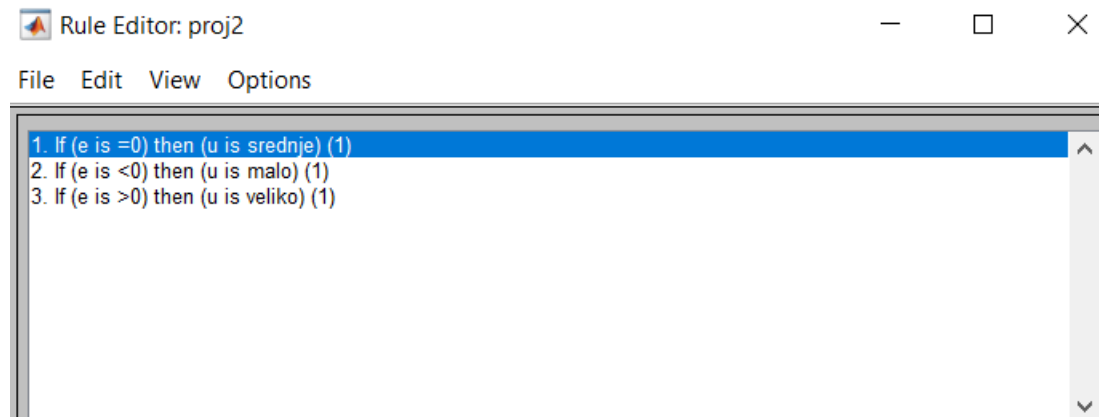 Rule Editor: proj2
File Edit View Options
1. If (e is =0) then (u is srednje) (1)
2. If (e is <0) then (u is malo) (1)
3. If (e is >0) then (u is veliko) (1)